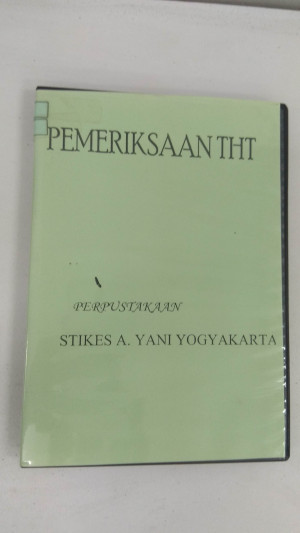 PEMERIKSAAN THT
PERPUSTAKAAN
STIKES A. YANI YOGYAKARTA